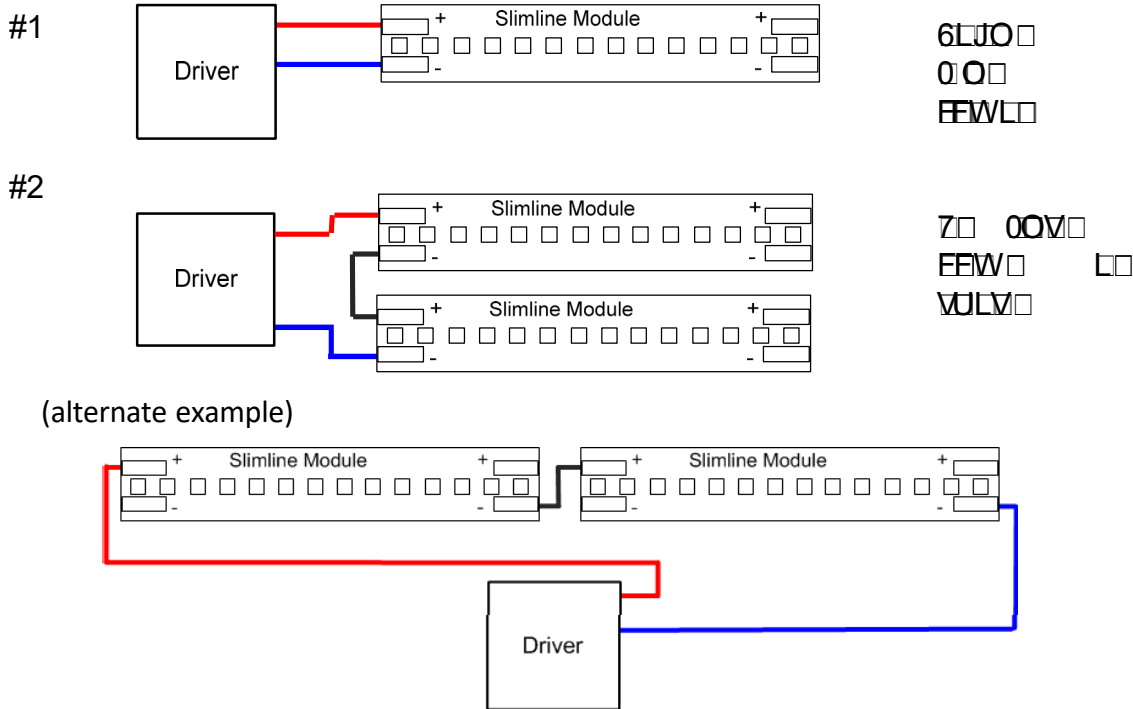 #1
Driver
+ Slimline Module +
- -
#2
Driver
+ Slimline Module +
- -
+ Slimline Module +
- -
(alternate example)
+ Slimline Module +
- -
+ Slimline Module +
- -
Driver